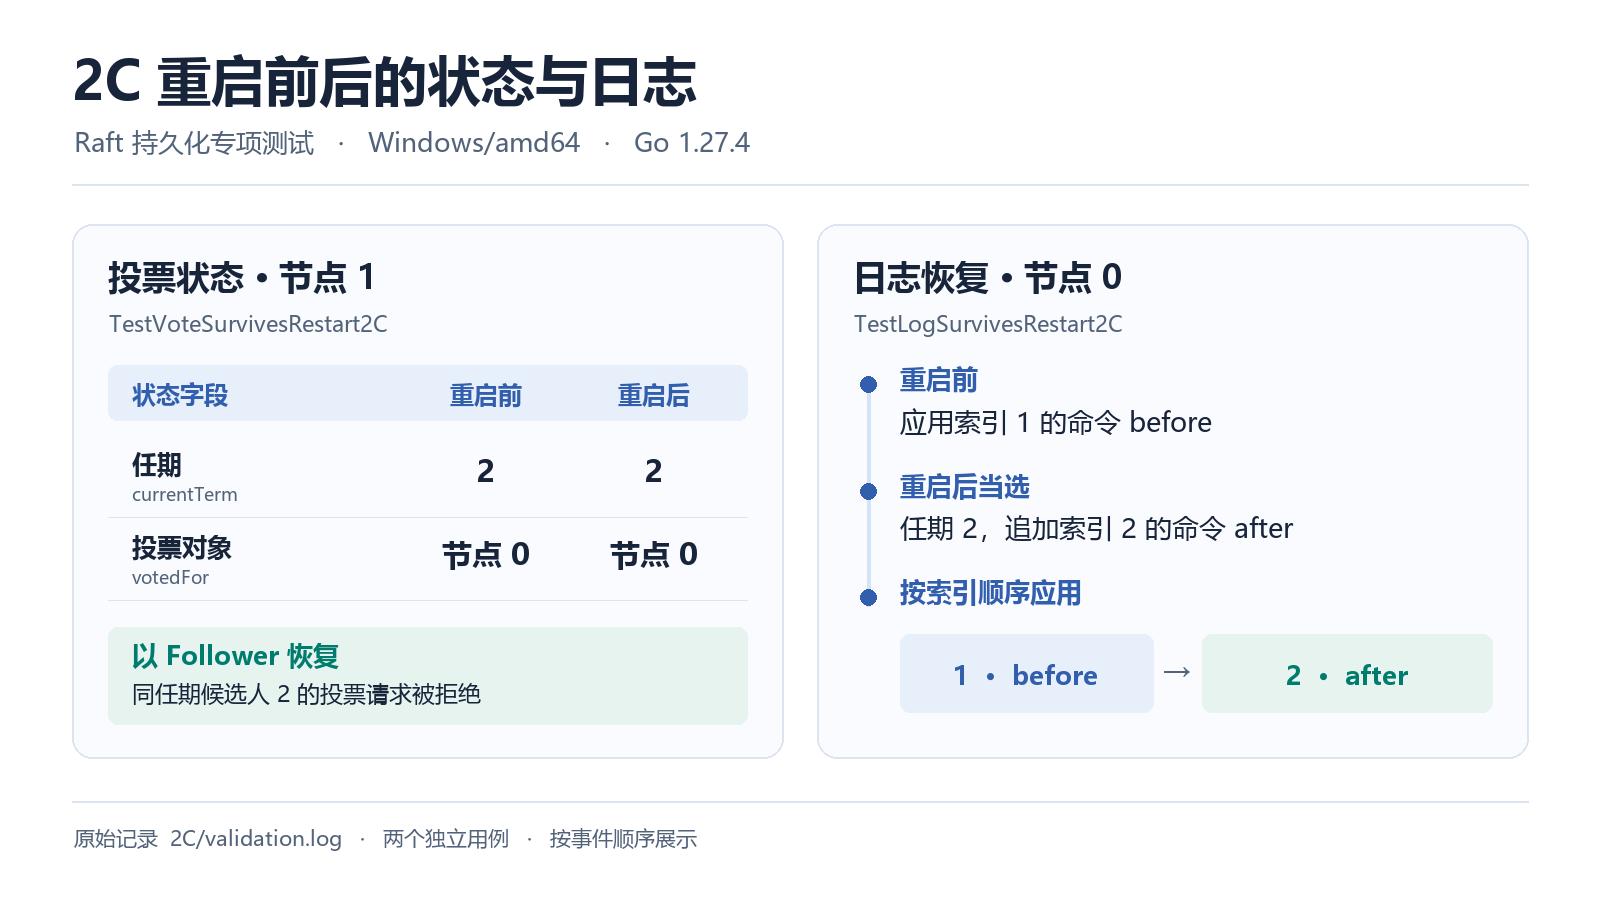 2C 重启前后的状态与日志
Raft 持久化专项测试 · Windows/amd64 · Go 1.27.4
投票状态 • 节点 1
TestVoteSurvivesRestart2C
状态字段 重启前 重启后
任期 2 2
currentTerm
投票对象 节点 0 节点 0
votedFor
以 Follower 恢复
同任期候选人 2 的投票请求被拒绝
日志恢复 • 节点 0
TestLogSurvivesRestart2C
重启前
应用索引 1 的命令 before
重启后当选
任期 2，追加索引 2 的命令 after
按索引顺序应用
1 • before → 2 • after
原始记录 2C/validation.log · 两个独立用例 · 按事件顺序展示